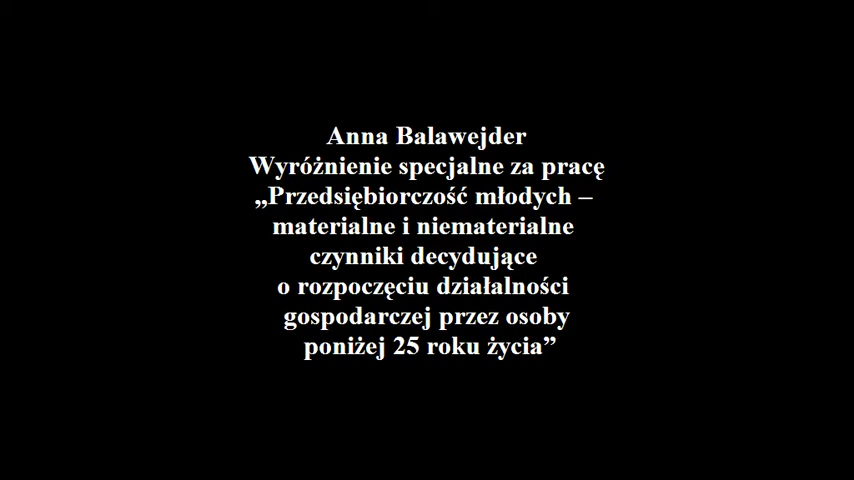 Anna Balawejder
Wyróżnienie specjalne za pracę
„Przedsiębiorczość młodych –
materialne i niematerialne
czynniki decydujące
o rozpoczęciu działalności
gospodarczej przez osoby
poniżej 25 roku życia”